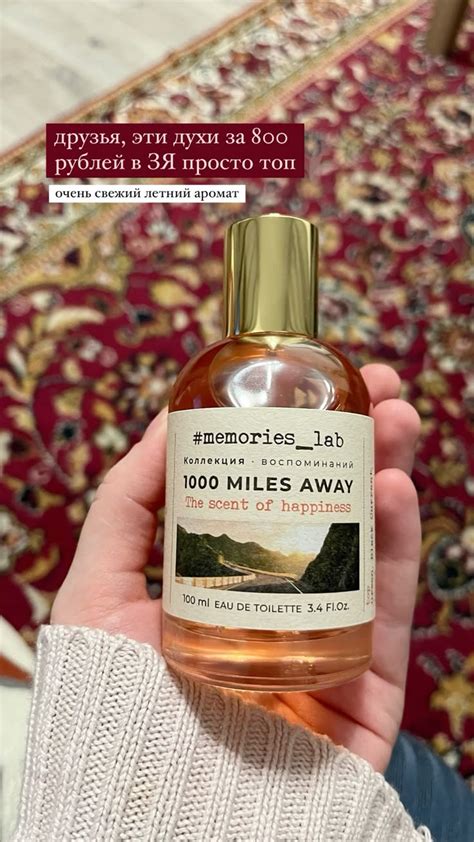 друзья, эти духи за 800
рублей в ЗЯ просто топ
очень свежий летний аромат
#memories_lab
Коллекция · воспоминаний
1000 MILES AWAY
The scent of happiness
100 ml EAU DE TOILETTE 3.4 Fl.Oz.